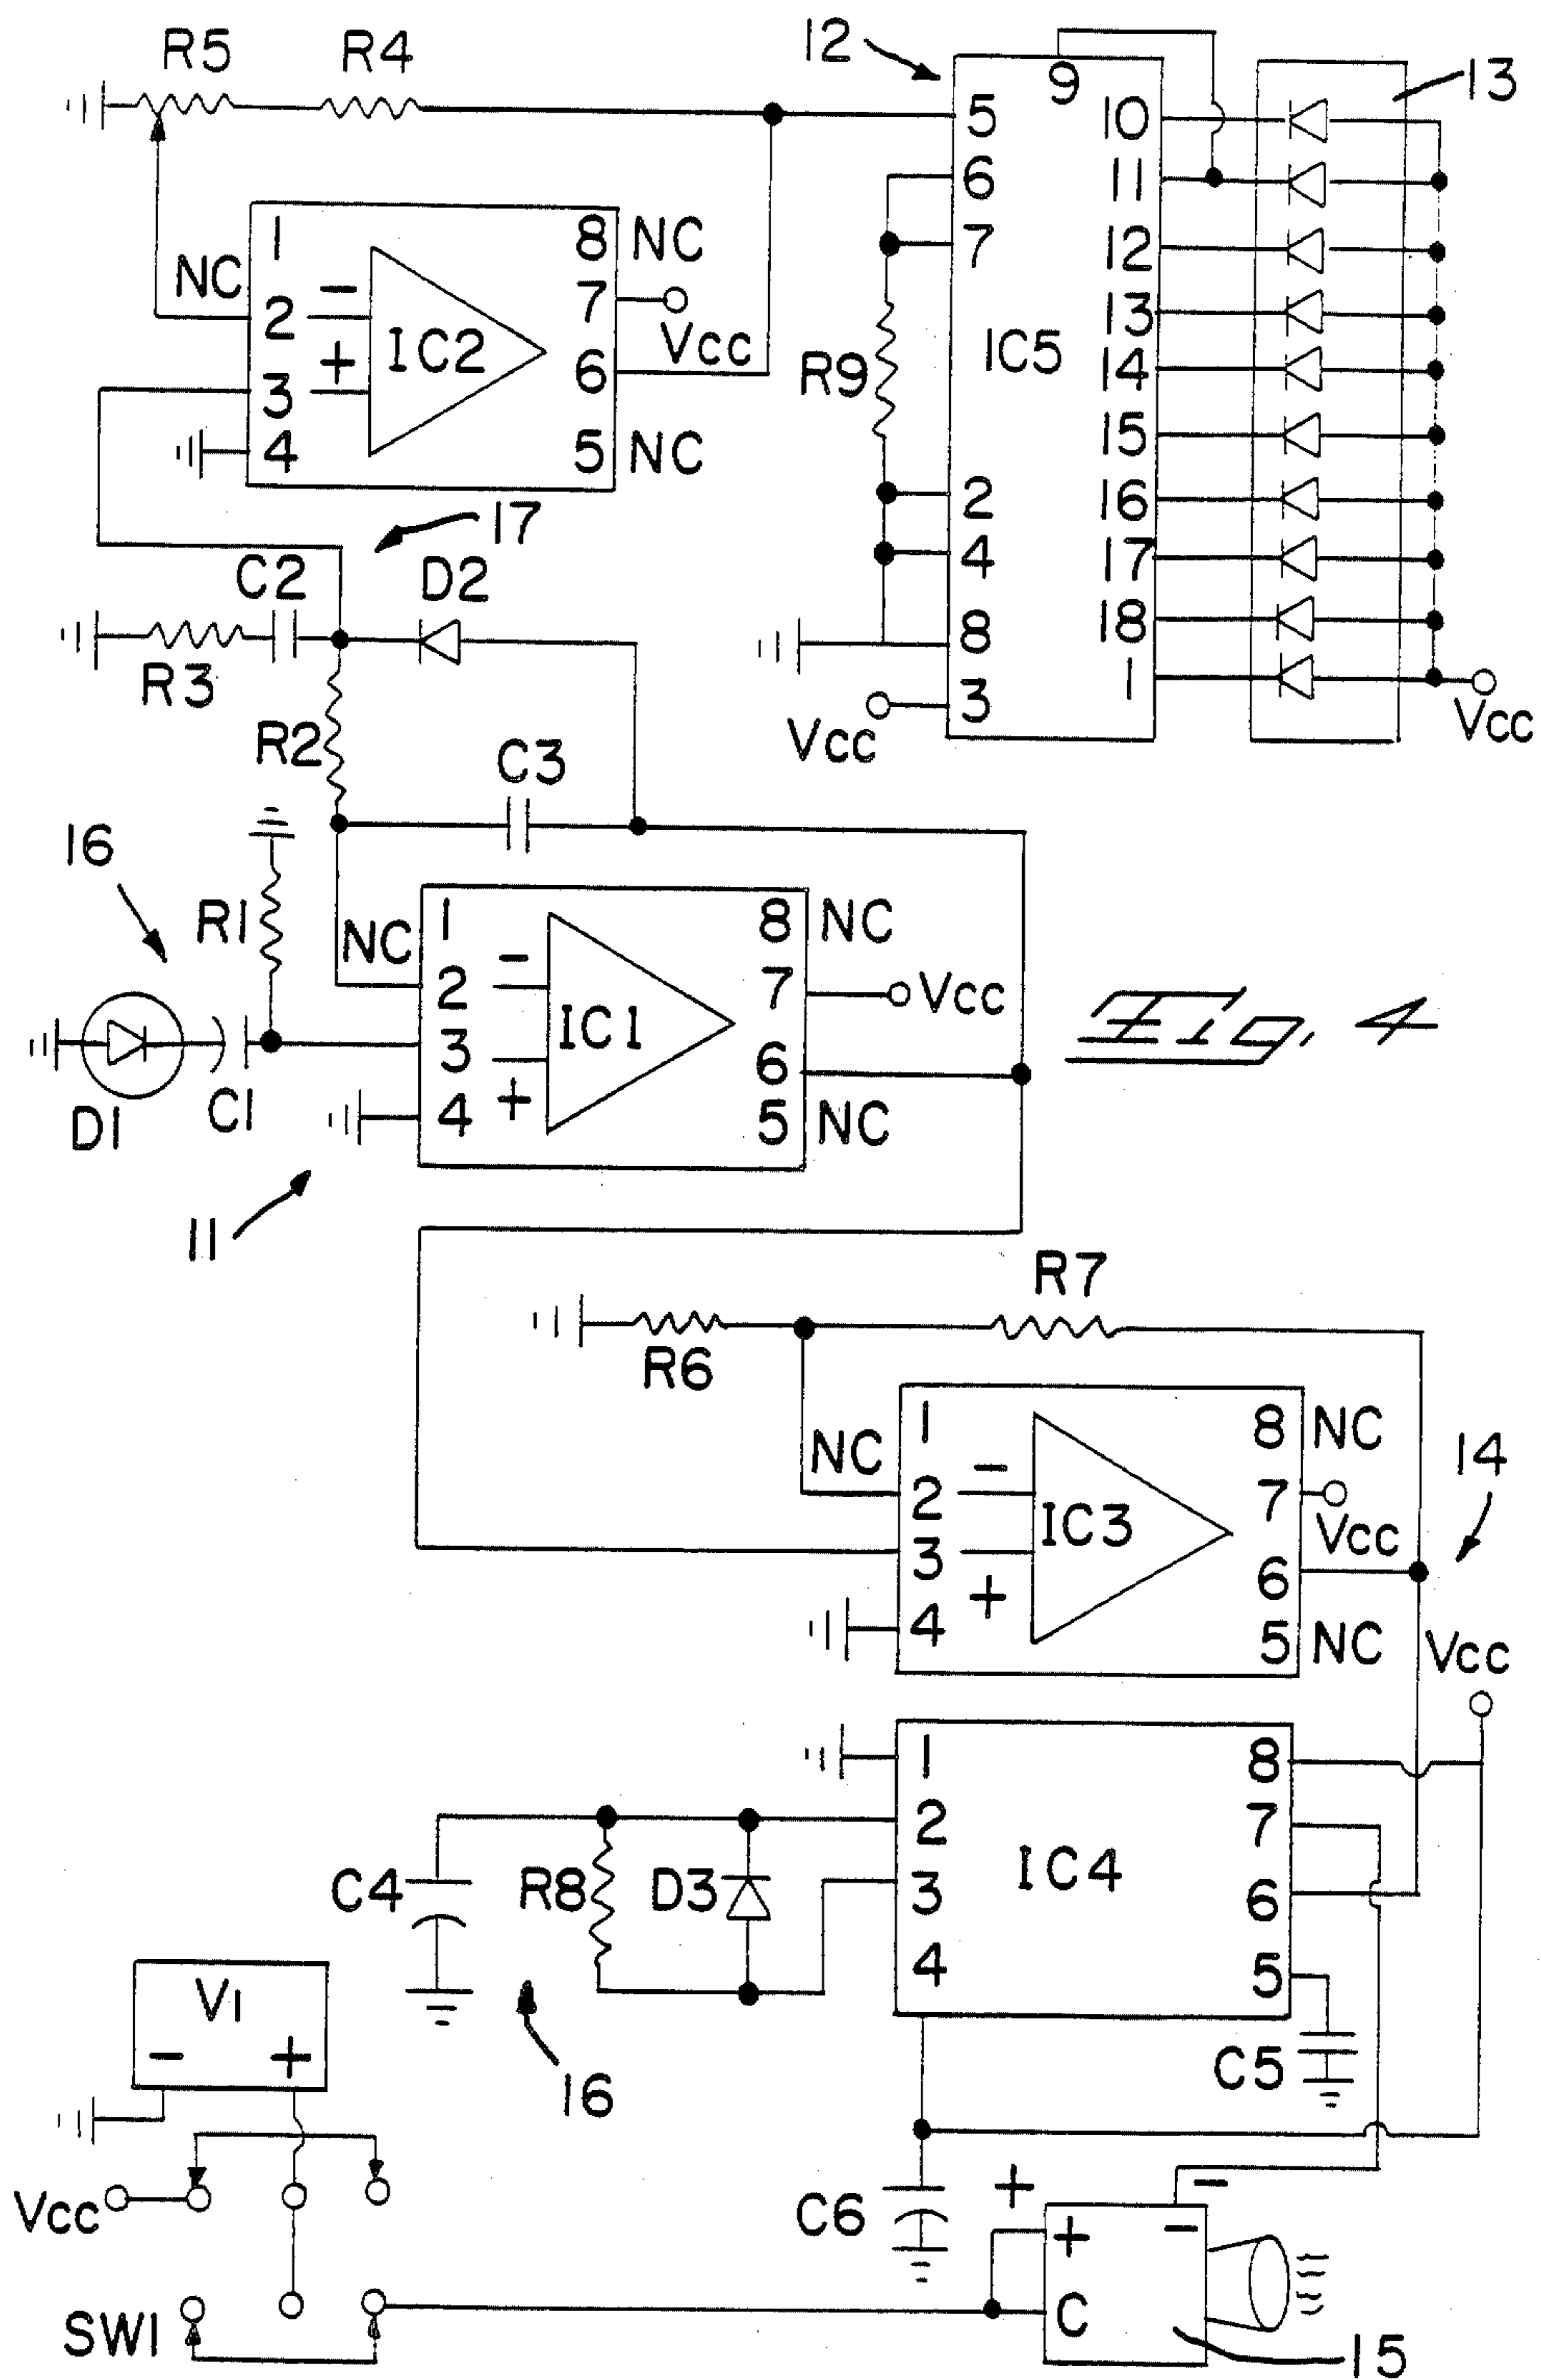 R5 R4
12
9
13
5 10
6 11
7 12
13
IC5
14
R9
15
2 16
4 17
8 18
3 1
Vcc
Vcc
1 8 NC
NC
2 − 7
Vcc
IC2
3 + 6
4 5 NC
17
C2 D2
R3
R2
C3
16
R1
1 8 NC
NC
2 − 7 Vcc
IC1
3 6
4 + 5 NC
D1 C1
11
Fig. 4
R7
R6
1 8 NC
NC
14
2 − 7
IC3
Vcc
3 6
4 + 5 NC
Vcc
1 8
2 7
IC4
C4 R8 D3
3 6
4 5
C5
16
V1
− +
Vcc
C6
+ −
+ −
C
SW1
15